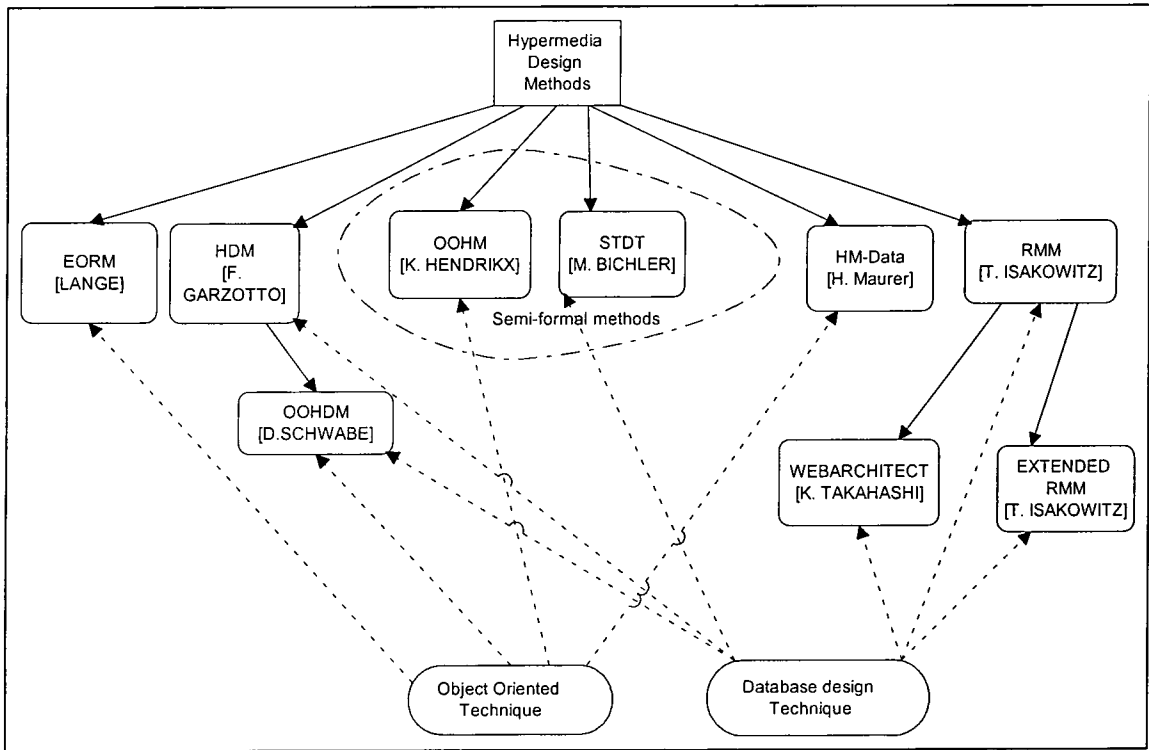 Hypermedia
Design
Methods
EORM
[LANGE]
HDM
[F.
GARZOTTO]
OOHM
[K. HENDRIKX]
STDT
[M. BICHLER]
HM-Data
[H. Maurer]
RMM
[T. ISAKOWITZ]
Semi-formal methods
OOHDM
[D.SCHWABE]
WEBARCHITECT
[K. TAKAHASHI]
EXTENDED
RMM
[T. ISAKOWITZ]
Object Oriented
Technique
Database design
Technique